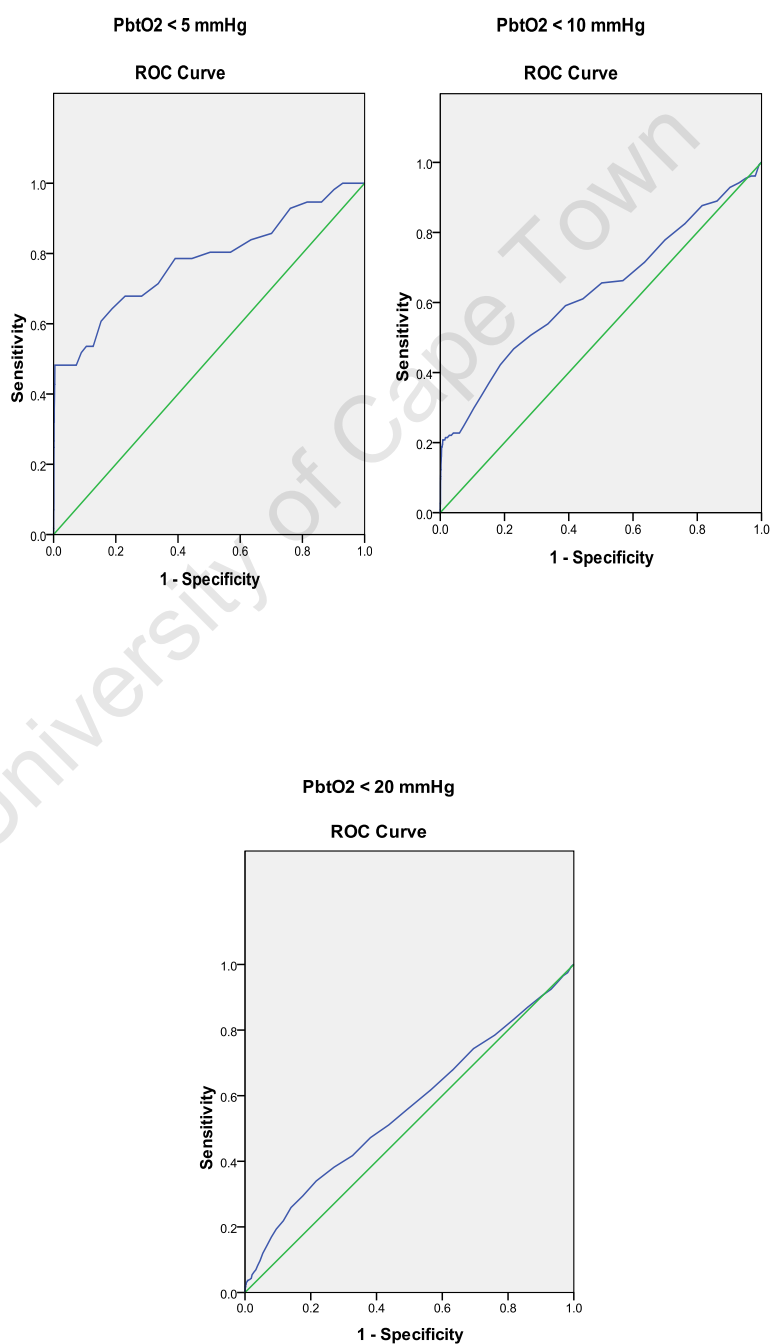 PbtO2 < 5 mmHg
ROC Curve
Sensitivity
1.0
0.8
0.6
0.4
0.2
0.0
0.0 0.2 0.4 0.6 0.8 1.0
1 - Specificity
PbtO2 < 10 mmHg
ROC Curve
Sensitivity
1.0
0.8
0.6
0.4
0.2
0.0
0.0 0.2 0.4 0.6 0.8 1.0
1 - Specificity
PbtO2 < 20 mmHg
ROC Curve
Sensitivity
1.0
0.8
0.6
0.4
0.2
0.0
0.0 0.2 0.4 0.6 0.8 1.0
1 - Specificity
University of Cape Town